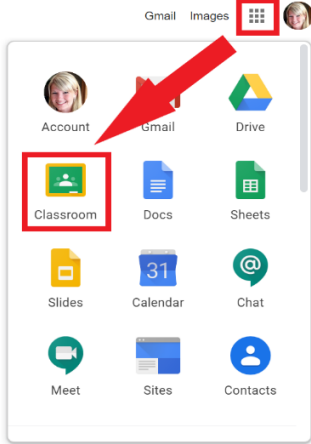 Gmail Images
Account Gmail Drive
Classroom Docs Sheets
31
Slides Calendar Chat
Meet Sites Contacts